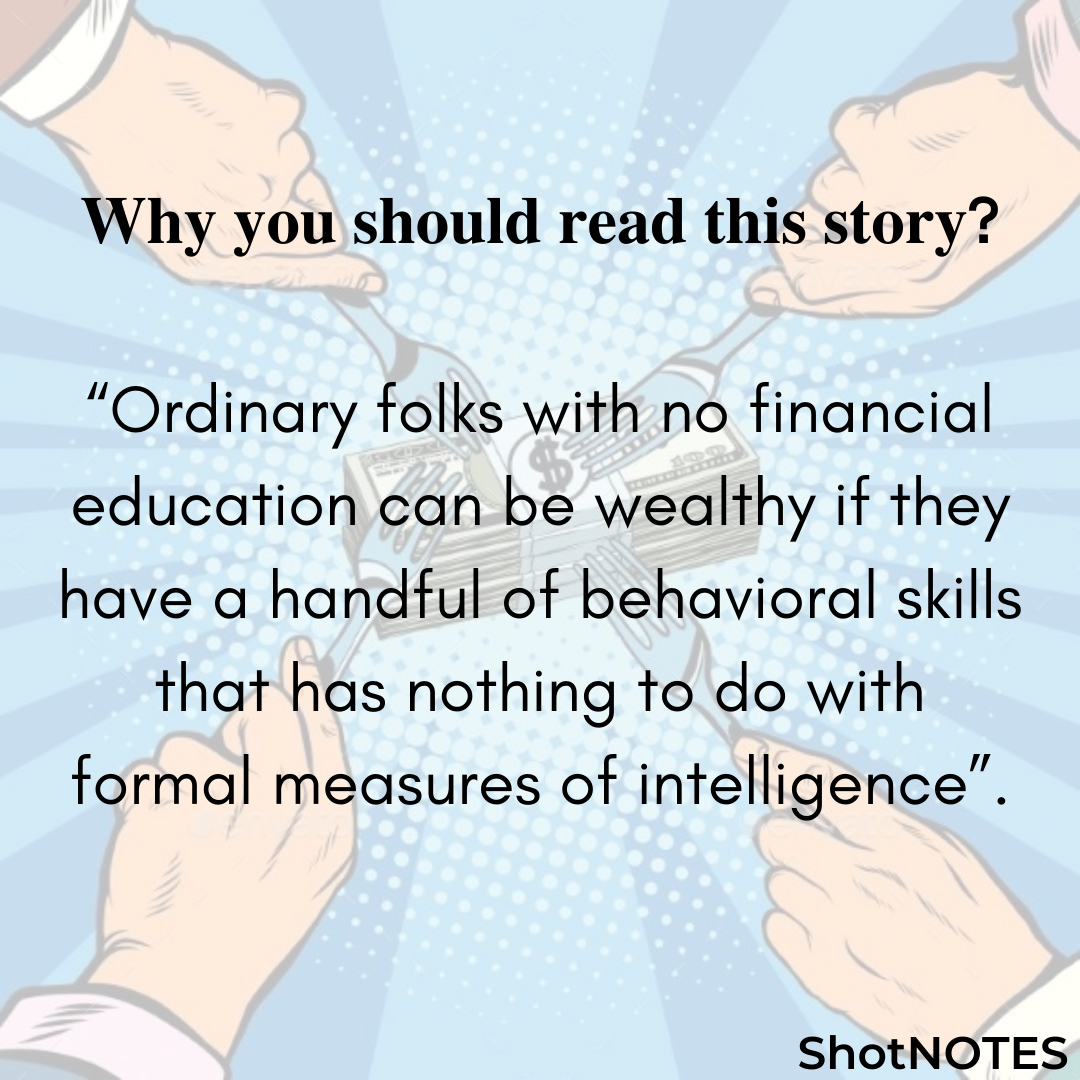 Why you should read this story?
“Ordinary folks with no financial
education can be wealthy if they
have a handful of behavioral skills
that has nothing to do with
formal measures of intelligence”.
$
100
ShotNOTES